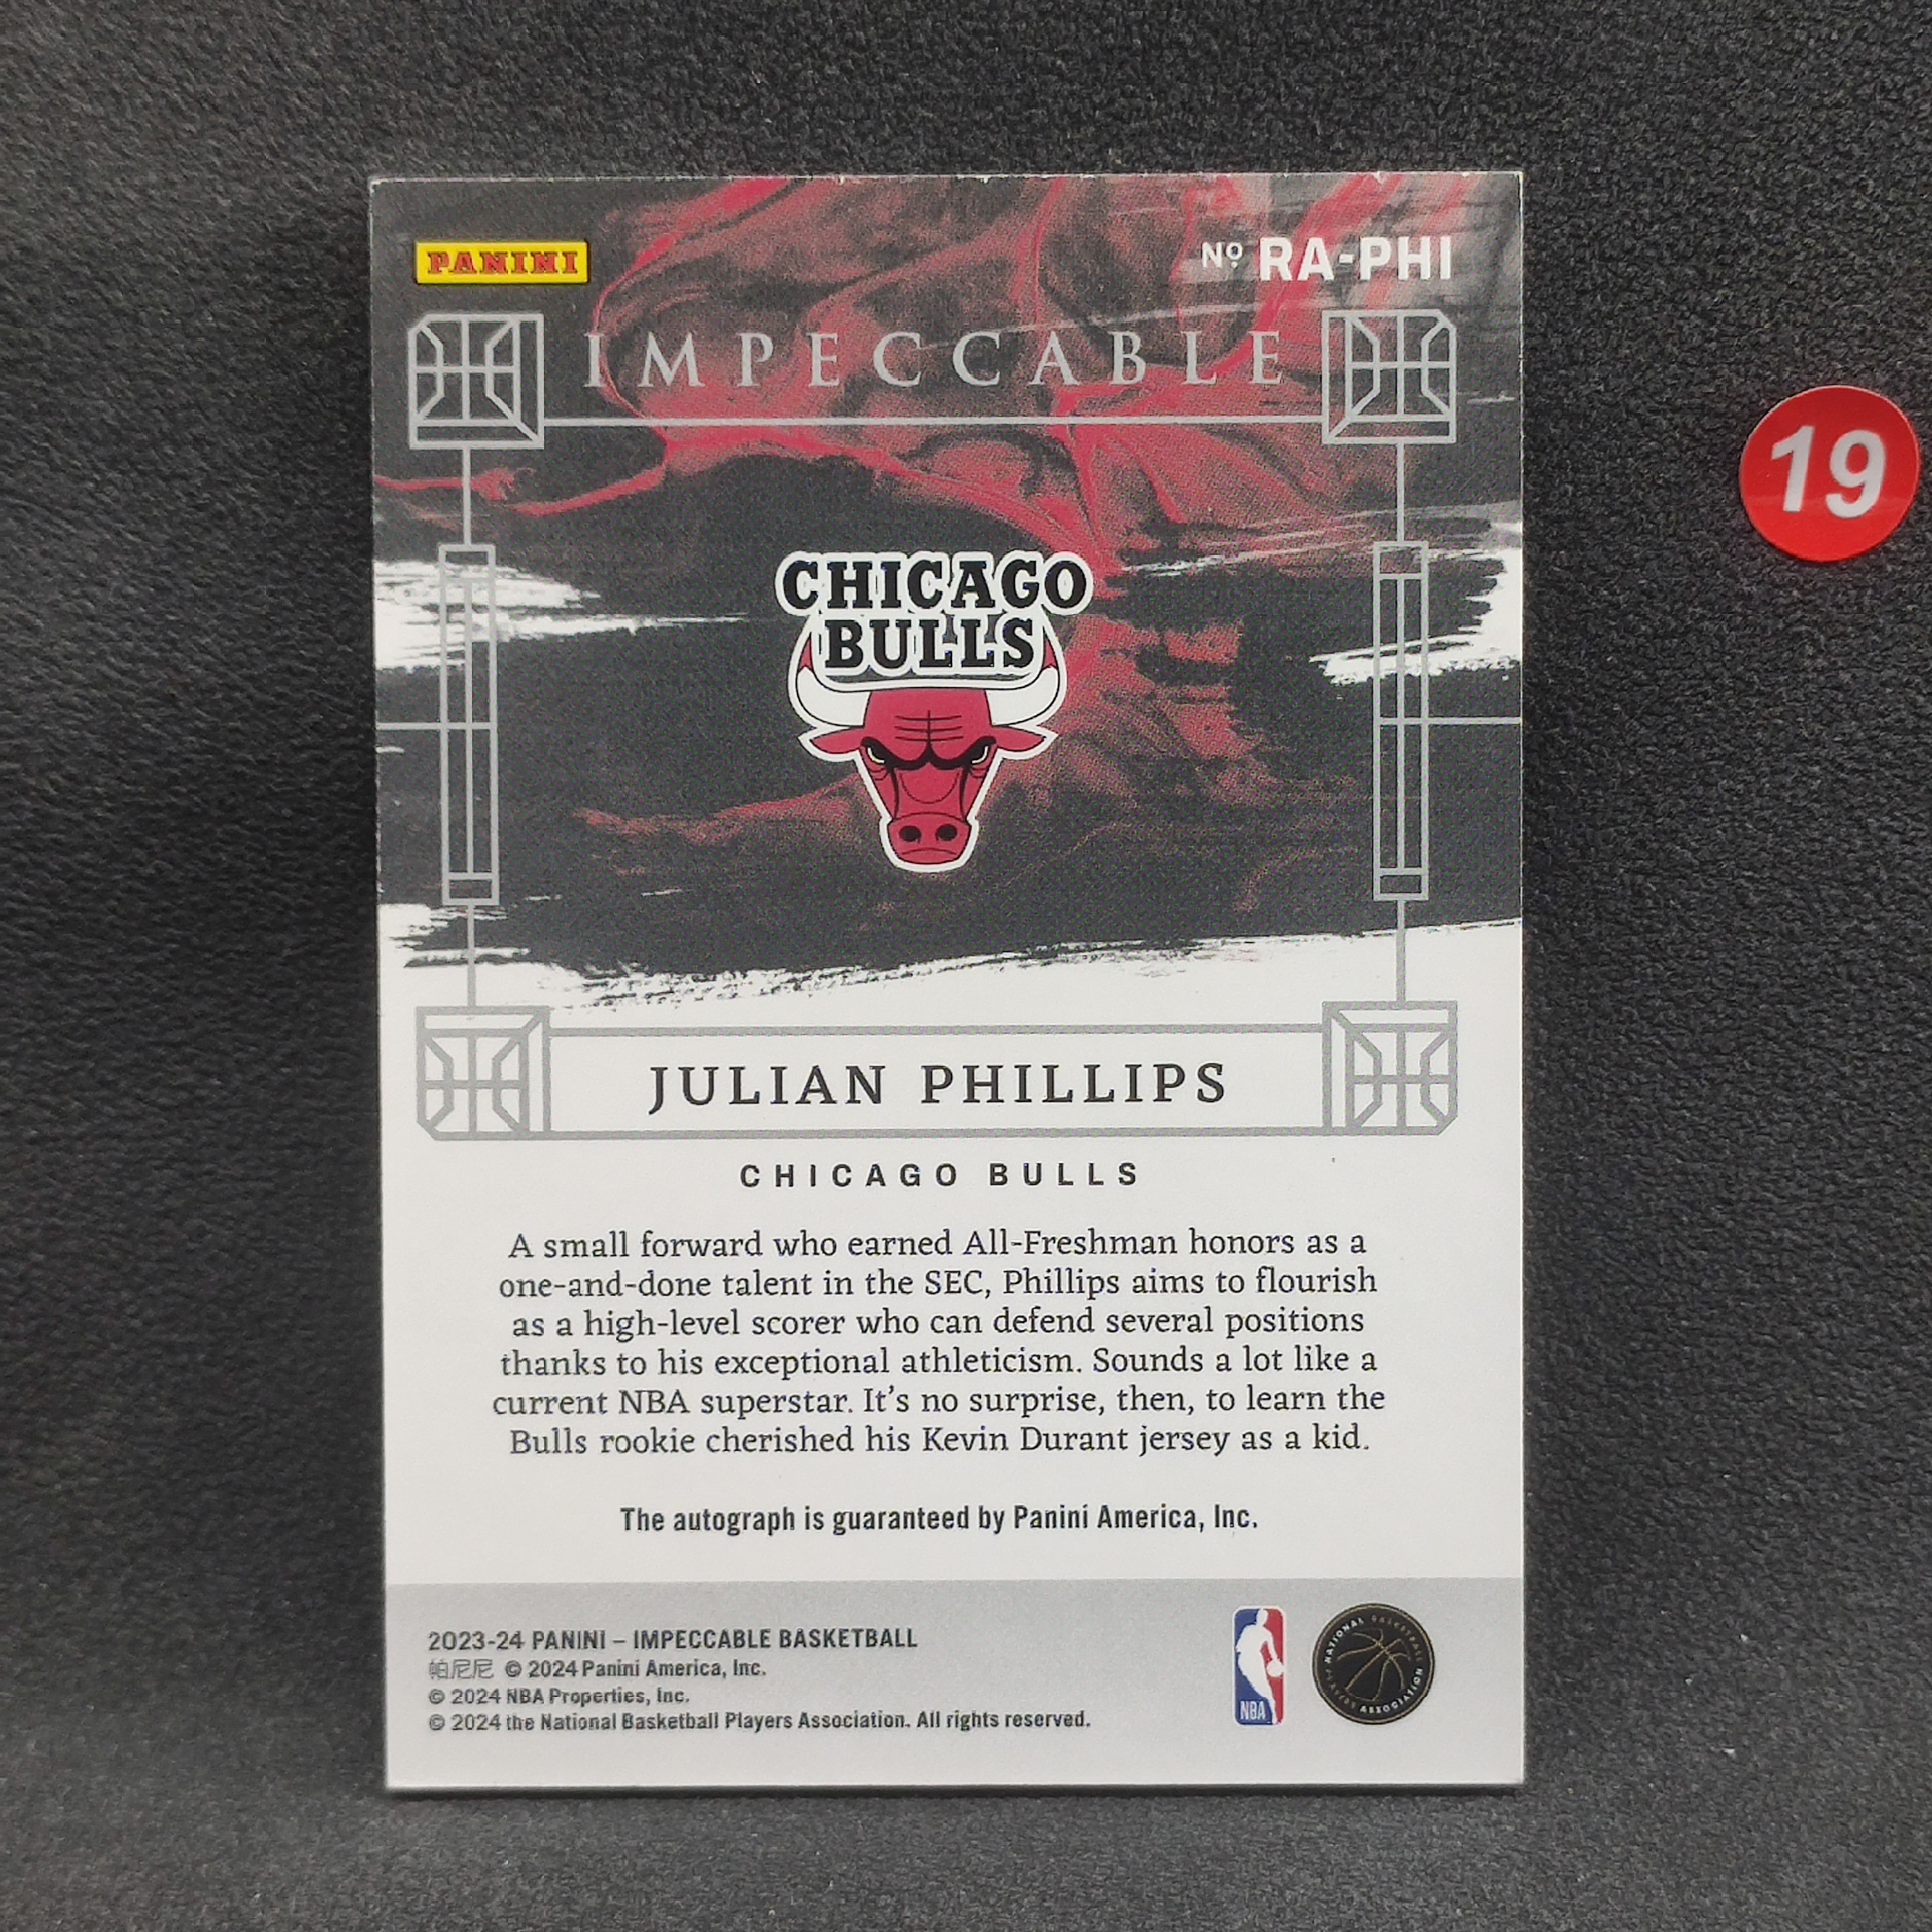 PANINI
Nº RA-PHI
IMPECCABLE
19
CHICAGO
BULLS
JULIAN PHILLIPS
CHICAGO BULLS
A small forward who earned All-Freshman honors as a
one-and-done talent in the SEC, Phillips aims to flourish
as a high-level scorer who can defend several positions
thanks to his exceptional athleticism. Sounds a lot like a
current NBA superstar. It's no surprise, then, to learn the
Bulls rookie cherished his Kevin Durant jersey as a kid.
The autograph is guaranteed by Panini America, Inc.
2023-24 PANINI – IMPECCABLE BASKETBALL
帕尼尼 © 2024 Panini America, Inc.
© 2024 NBA Properties, Inc.
© 2024 the National Basketball Players Association. All rights reserved.
NBA
NATIONAL BASKETBALL PLAYERS ASSOCIATION